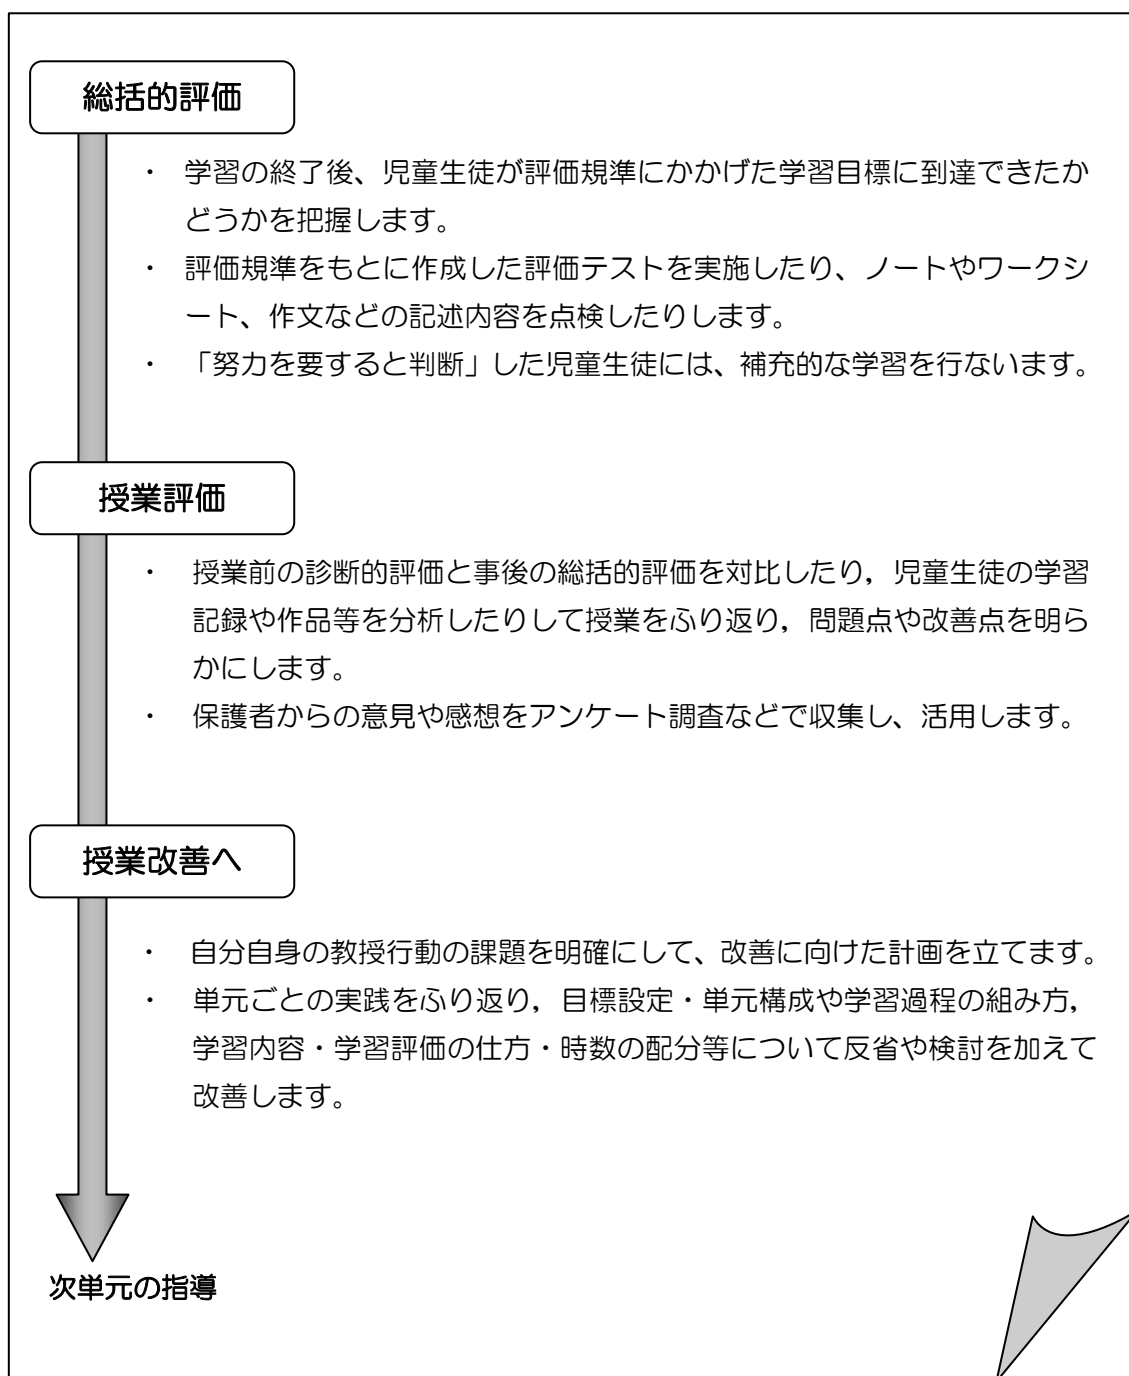 総括的評価
・ 学習の終了後、児童生徒が評価規準にかかげた学習目標に到達できたか
どうかを把握します。
・ 評価規準をもとに作成した評価テストを実施したり、ノートやワークシ
ート、作文などの記述内容を点検したりします。
・ 「努力を要すると判断」した児童生徒には、補充的な学習を行ないます。
授業評価
・ 授業前の診断的評価と事後の総括的評価を対比したり，児童生徒の学習
記録や作品等を分析したりして授業をふり返り，問題点や改善点を明ら
かにします。
・ 保護者からの意見や感想をアンケート調査などで収集し、活用します。
授業改善へ
・ 自分自身の教授行動の課題を明確にして、改善に向けた計画を立てます。
・ 単元ごとの実践をふり返り，目標設定・単元構成や学習過程の組み方，
学習内容・学習評価の仕方・時数の配分等について反省や検討を加えて
改善します。
次単元の指導